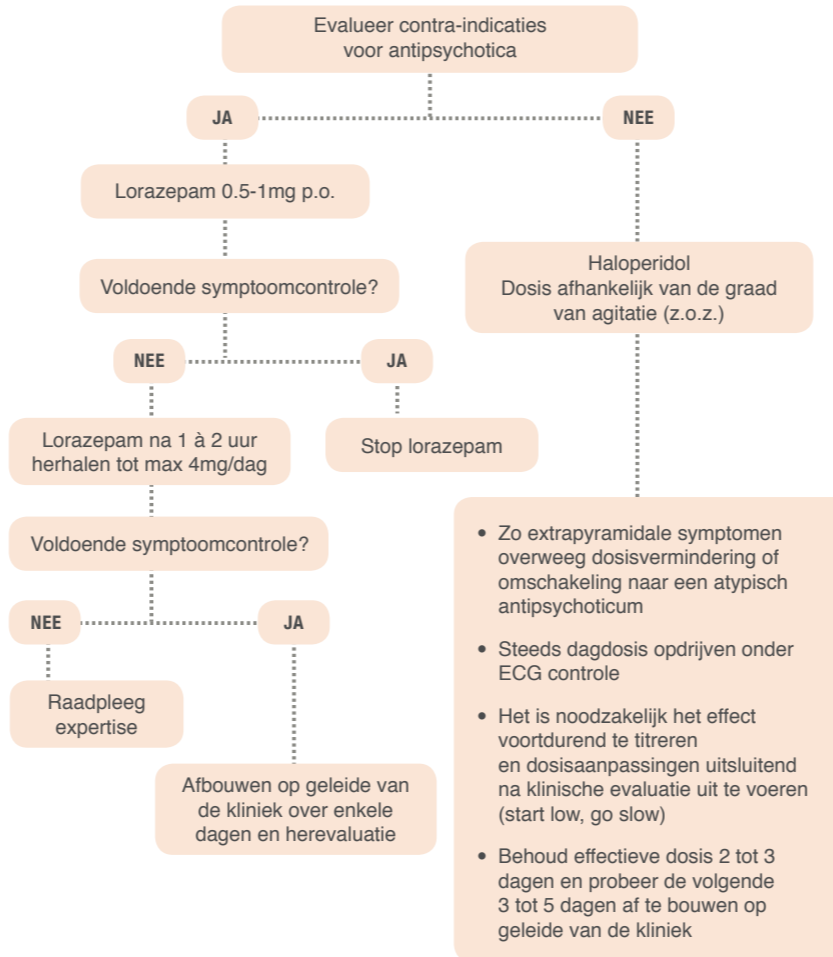 Evalueer contra-indicaties
voor antipsychotica
JA
NEE
Lorazepam 0.5-1mg p.o.
Voldoende symptoomcontrole?
Haloperidol
Dosis afhankelijk van de graad
van agitatie (z.o.z.)
NEE
JA
Lorazepam na 1 à 2 uur
herhalen tot max 4mg/dag
Stop lorazepam
Voldoende symptoomcontrole?
NEE
JA
Raadpleeg
expertise
Afbouwen op geleide van
de kliniek over enkele
dagen en herevaluatie
• Zo extrapyramidale symptomen
overweeg dosisvermindering of
omschakeling naar een atypisch
antipsychoticum
• Steeds dagdosis opdrijven onder
ECG controle
• Het is noodzakelijk het effect
voortdurend te titreren
en dosisaanpassingen uitsluitend
na klinische evaluatie uit te voeren
(start low, go slow)
• Behoud effectieve dosis 2 tot 3
dagen en probeer de volgende
3 tot 5 dagen af te bouwen op
geleide van de kliniek